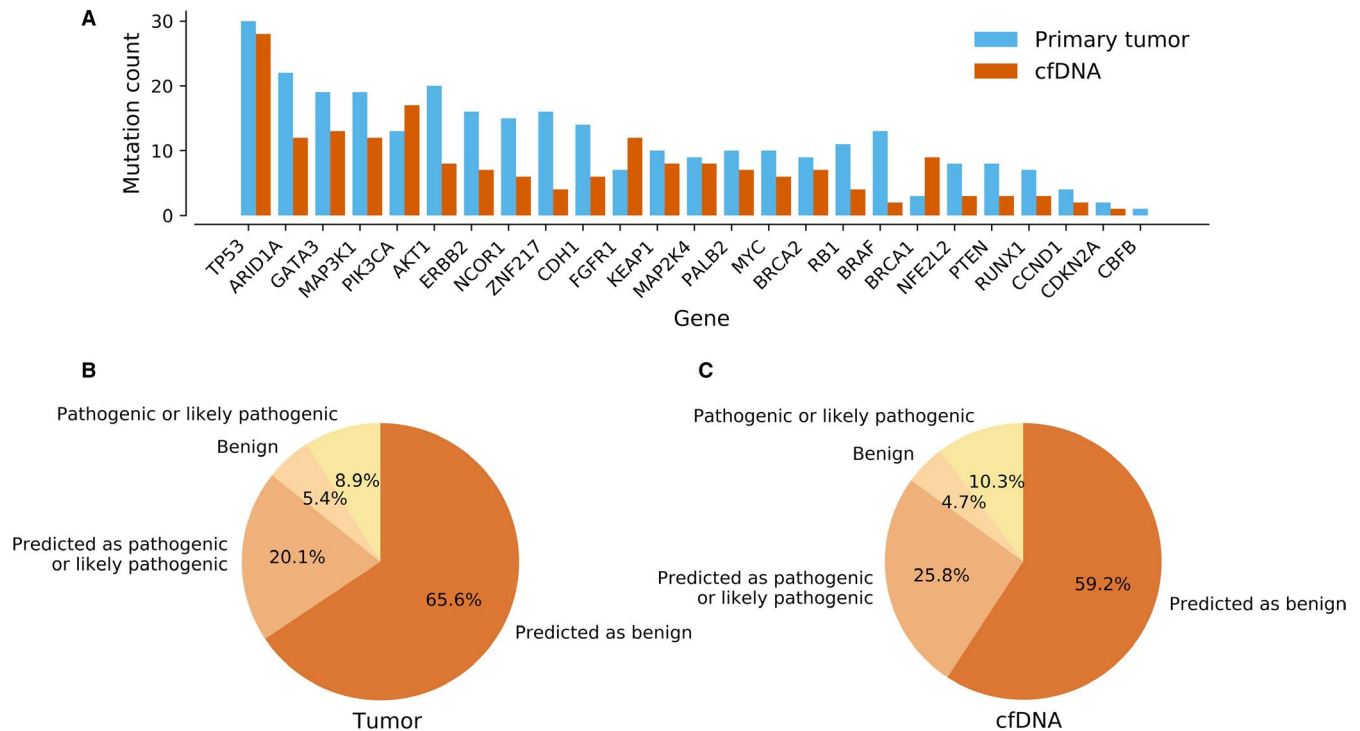 A
30
20
10
0
Mutation count
Primary tumor
cfDNA
TP53
ARID1A
GATA3
MAP3K1
PIK3CA
AKT1
ERBB2
NCOR1
ZNF217
CDH1
FGFR1
KEAP1
MAP2K4
PALB2
MYC
BRCA2
RB1
BRAF
BRCA1
NFE2L2
PTEN
RUNX1
CCND1
CDKN2A
CBFB
Gene
B
Pathogenic or likely pathogenic
Benign
8.9%
5.4%
Predicted as pathogenic
or likely pathogenic
20.1%
65.6%
Predicted as benign
Tumor
C
Pathogenic or likely pathogenic
Benign
10.3%
4.7%
Predicted as pathogenic
or likely pathogenic
25.8%
59.2%
Predicted as benign
cfDNA